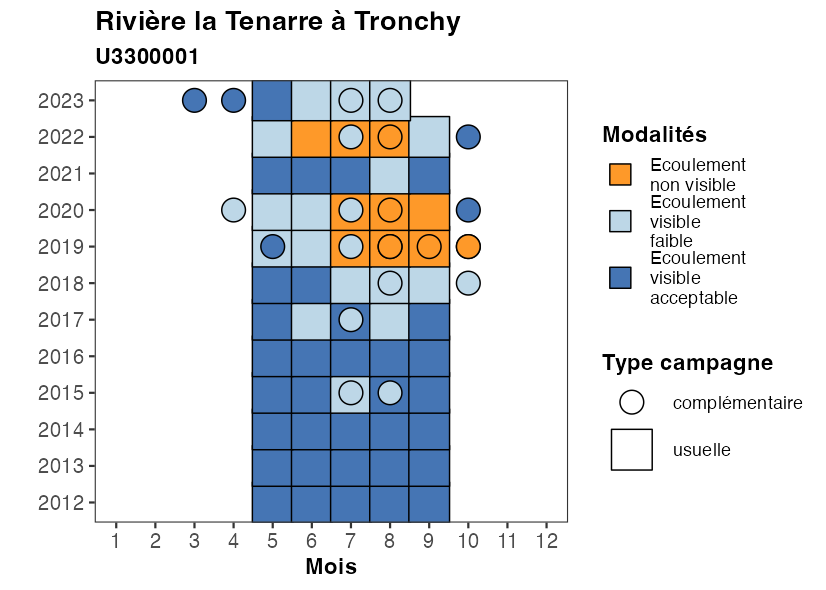 Rivière la Tenarre à Tronchy
U3300001
2023
2022
2021
2020
2019
2018
2017
2016
2015
2014
2013
2012
1 2 3 4 5 6 7 8 9 10 11 12
Mois
Modalités
Ecoulement
non visible
Ecoulement
visible
faible
Ecoulement
visible
acceptable
Type campagne
complémentaire
usuelle